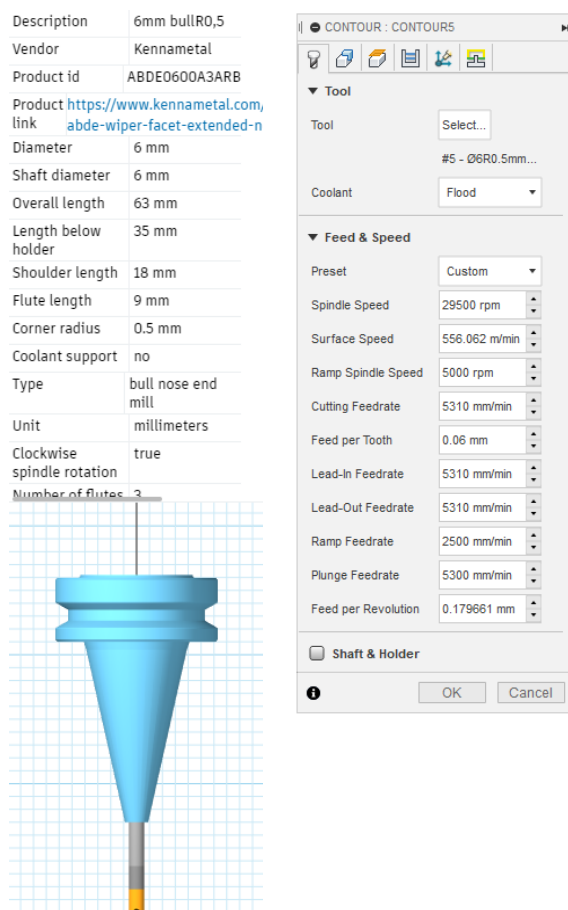 Description 6mm bullR0,5
Vendor Kennametal
Product id ABDE0600A3ARB
Product link https://www.kennametal.com/
abde-wiper-facet-extended-n
Diameter 6 mm
Shaft diameter 6 mm
Overall length 63 mm
Length below holder 35 mm
Shoulder length 18 mm
Flute length 9 mm
Corner radius 0.5 mm
Coolant support no
Type bull nose end mill
Unit millimeters
Clockwise spindle rotation true
Number of flutes 3
CONTOUR : CONTOUR5
Tool
Tool Select...
#5 - Ø6R0.5mm...
Coolant Flood
Feed & Speed
Preset Custom
Spindle Speed 29500 rpm
Surface Speed 556.062 m/min
Ramp Spindle Speed 5000 rpm
Cutting Feedrate 5310 mm/min
Feed per Tooth 0.06 mm
Lead-In Feedrate 5310 mm/min
Lead-Out Feedrate 5310 mm/min
Ramp Feedrate 2500 mm/min
Plunge Feedrate 5300 mm/min
Feed per Revolution 0.179661 mm
Shaft & Holder
OK Cancel